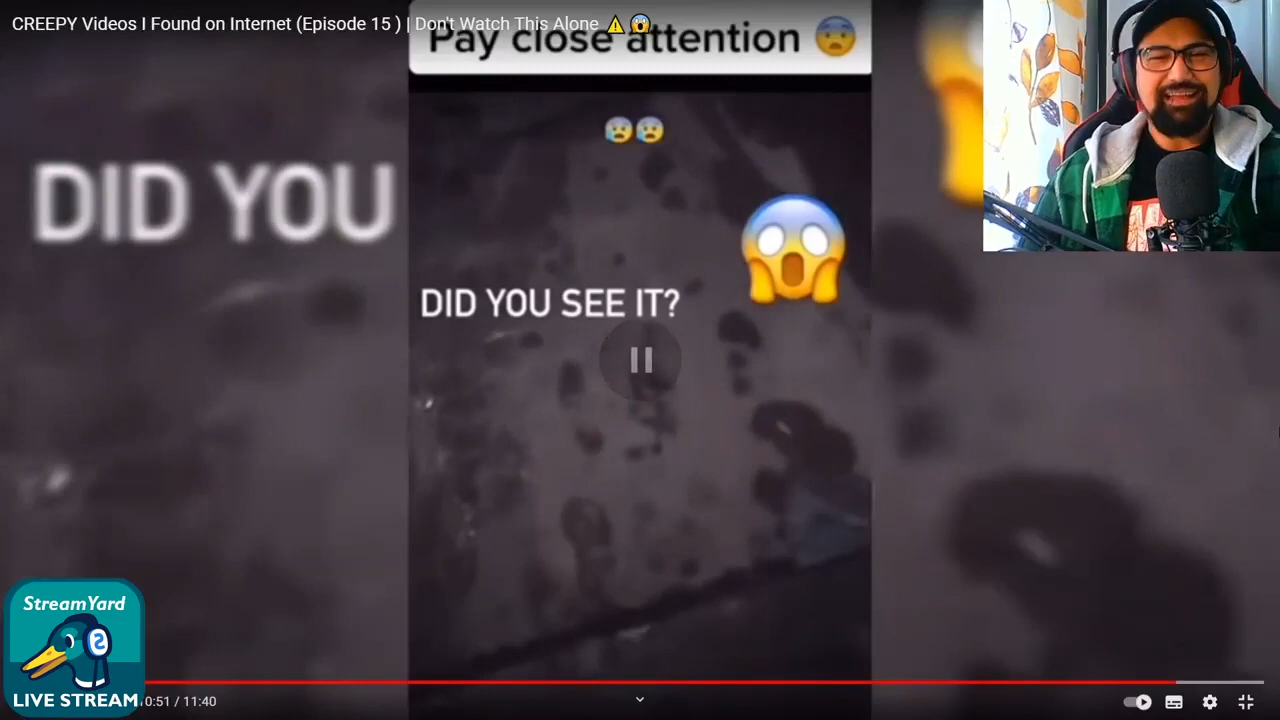 CREEPY Videos I Found on Internet (Episode 15 ) | Don't Watch This Alone ⚠️😱
Pay close attention 😨
😰😰
DID YOU
😱
DID YOU SEE IT?
StreamYard
LIVE STREAM
0:51 / 11:40